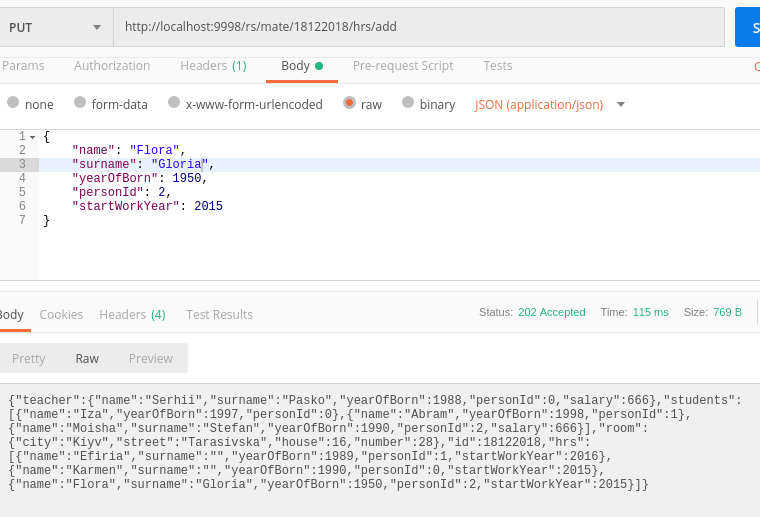 PUT http://localhost:9998/rs/mate/18122018/hrs/add S
Params Authorization Headers (1) Body Pre-request Script Tests C
none form-data x-www-form-urlencoded raw binary JSON (application/json)
1 {
2 "name": "Flora",
3 "surname": "Gloria",
4 "yearOfBorn": 1950,
5 "personId": 2,
6 "startWorkYear": 2015
7 }
Body Cookies Headers (4) Test Results Status: 202 Accepted Time: 115 ms Size: 769 B
Pretty Raw Preview
{"teacher":{"name":"Serhii","surname":"Pasko","yearOfBorn":1988,"personId":0,"salary":666},"students":
[{"name":"Iza","yearOfBorn":1997,"personId":0},{"name":"Abram","yearOfBorn":1998,"personId":1},
{"name":"Moisha","surname":"Stefan","yearOfBorn":1990,"personId":2,"salary":666}],"room":
{"city":"Kiyv","street":"Tarasivska","house":16,"number":28},"id":18122018,"hrs":
[{"name":"Efiria","surname":"","yearOfBorn":1989,"personId":1,"startWorkYear":2016},
{"name":"Karmen","surname":"","yearOfBorn":1990,"personId":0,"startWorkYear":2015},
{"name":"Flora","surname":"Gloria","yearOfBorn":1950,"personId":2,"startWorkYear":2015}]}